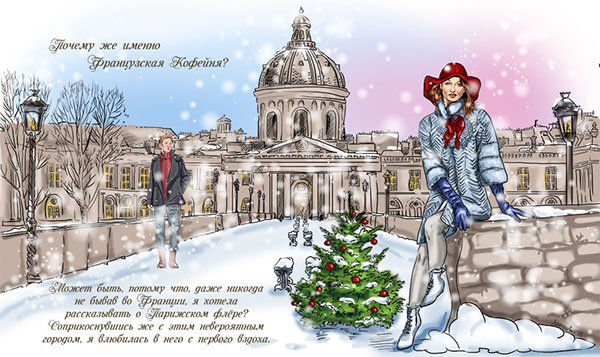 Почему же именно
Французская Кофейня?
Может быть, потому что, даже никогда
не бывав во Франции, я хотела
рассказывать о Парижском флёре?
Соприкоснувшись же с этим невероятным
городом, я влюбилась в него с первого вздоха.